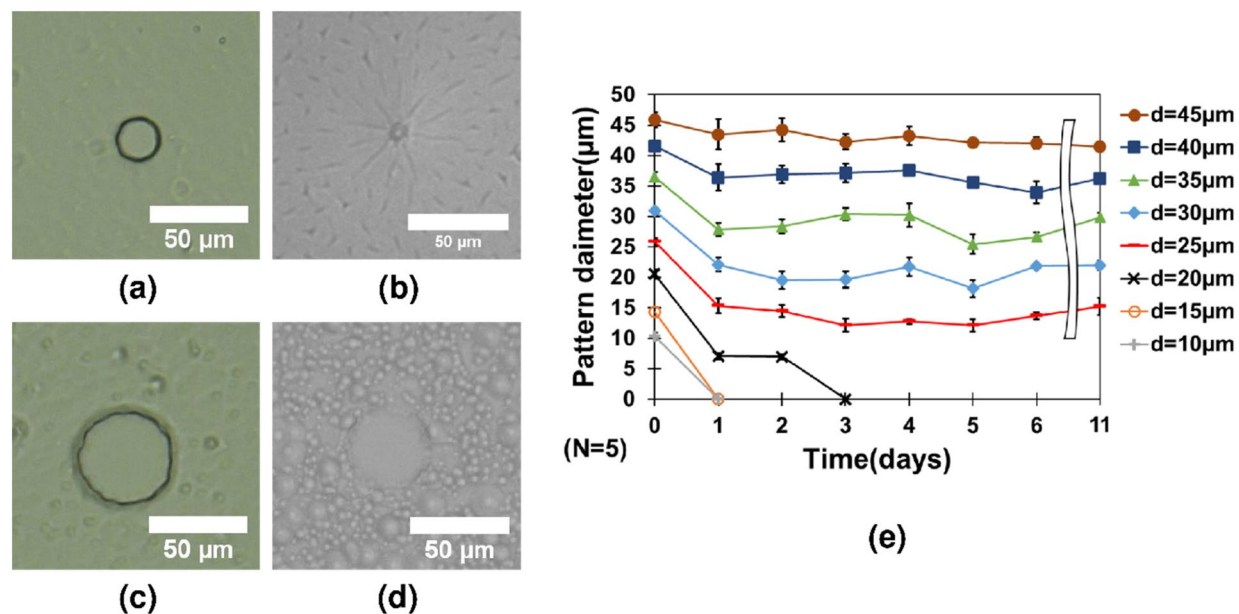 50 µm
50 µm
(a)
(b)
50 µm
50 µm
(c)
(d)
Pattern daimeter(µm)
50
45
40
35
30
25
20
15
10
5
0
0 1 2 3 4 5 6 11
(N=5)
Time(days)
d=45µm
d=40µm
d=35µm
d=30µm
d=25µm
d=20µm
d=15µm
d=10µm
(e)